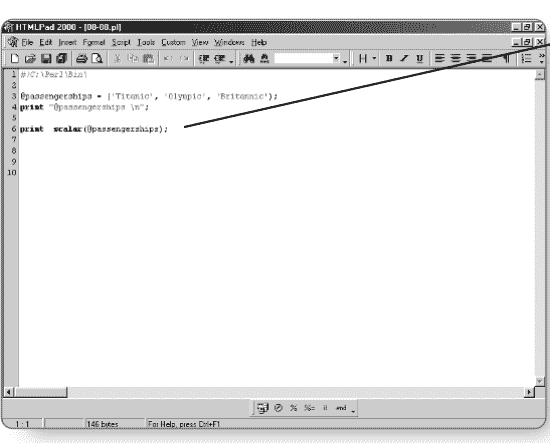 HTMLPad 2000 - [08-08.pl]
File Edit Insert Format Script Tools Custom View Windows Help
H B I U
1 #!C:\Perl\Bin\
2
3 @passengerships = ('Titanic', 'Olympic', 'Britannic');
4 print "@passengerships \n";
5
6 print scalar(@passengerships);
7
8
9
10
% %= if end
1 : 1 146 bytes For Help, press Ctrl+F1